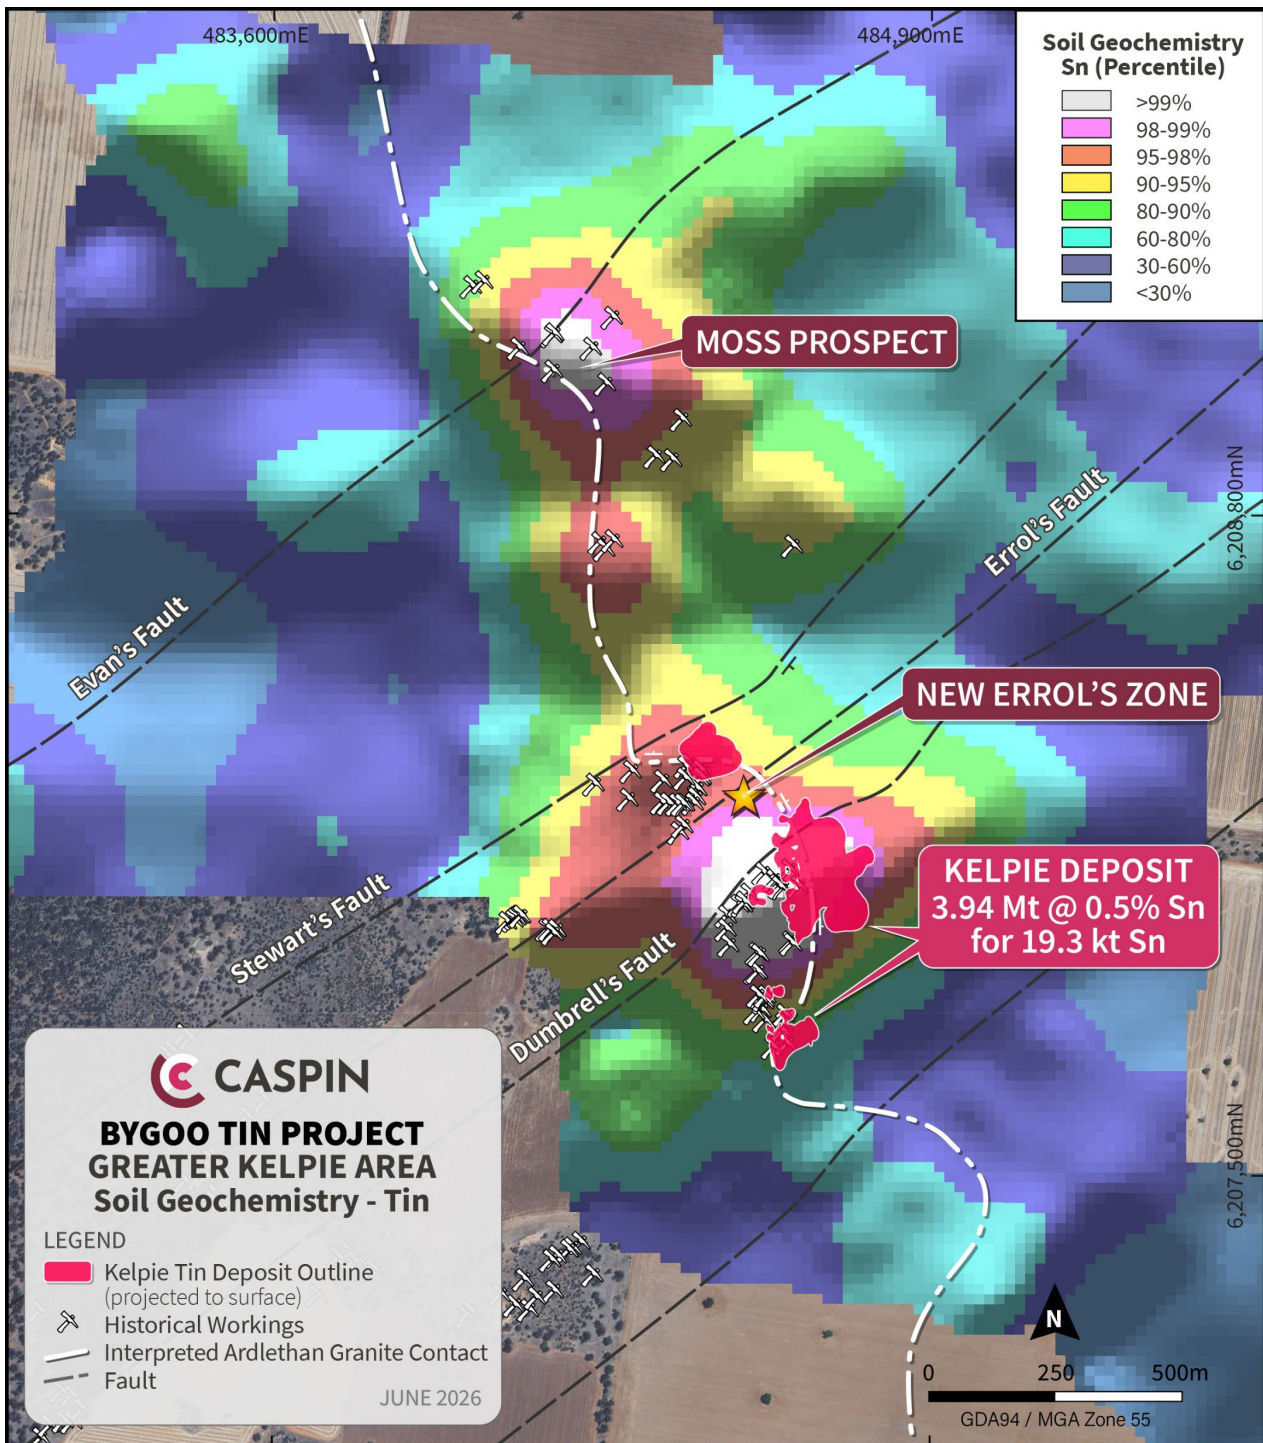 483,600mE
484,900mE
Soil Geochemistry
Sn (Percentile)
>99%
98-99%
95-98%
90-95%
80-90%
60-80%
30-60%
<30%
MOSS PROSPECT
6,208,800mN
Errol's Fault
Evan's Fault
NEW ERROL'S ZONE
KELPIE DEPOSIT
3.94 Mt @ 0.5% Sn
for 19.3 kt Sn
Stewart's Fault
Dumbrell's Fault
6,207,500mN
CASPIN
BYGOO TIN PROJECT
GREATER KELPIE AREA
Soil Geochemistry - Tin
LEGEND
Kelpie Tin Deposit Outline
(projected to surface)
Historical Workings
Interpreted Ardlethan Granite Contact
Fault
JUNE 2026
N
0 250 500m
GDA94 / MGA Zone 55